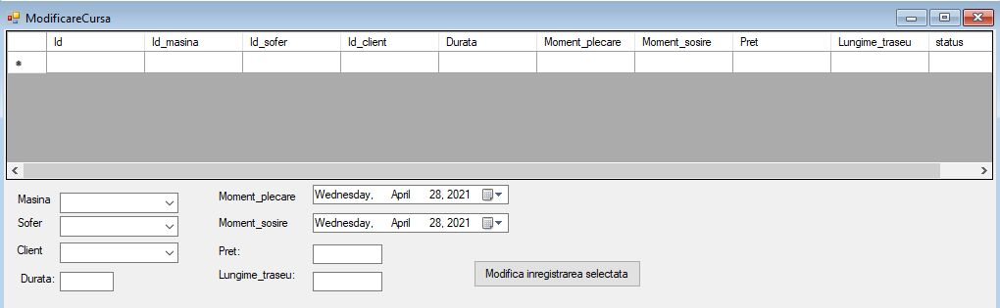 ModificareCursa
Id Id_masina Id_sofer Id_client Durata Moment_plecare Moment_sosire Pret Lungime_traseu status
Masina
Moment_plecare Wednesday, April 28, 2021
Sofer
Moment_sosire Wednesday, April 28, 2021
Client
Pret:
Durata:
Lungime_traseu:
Modifica inregistrarea selectata